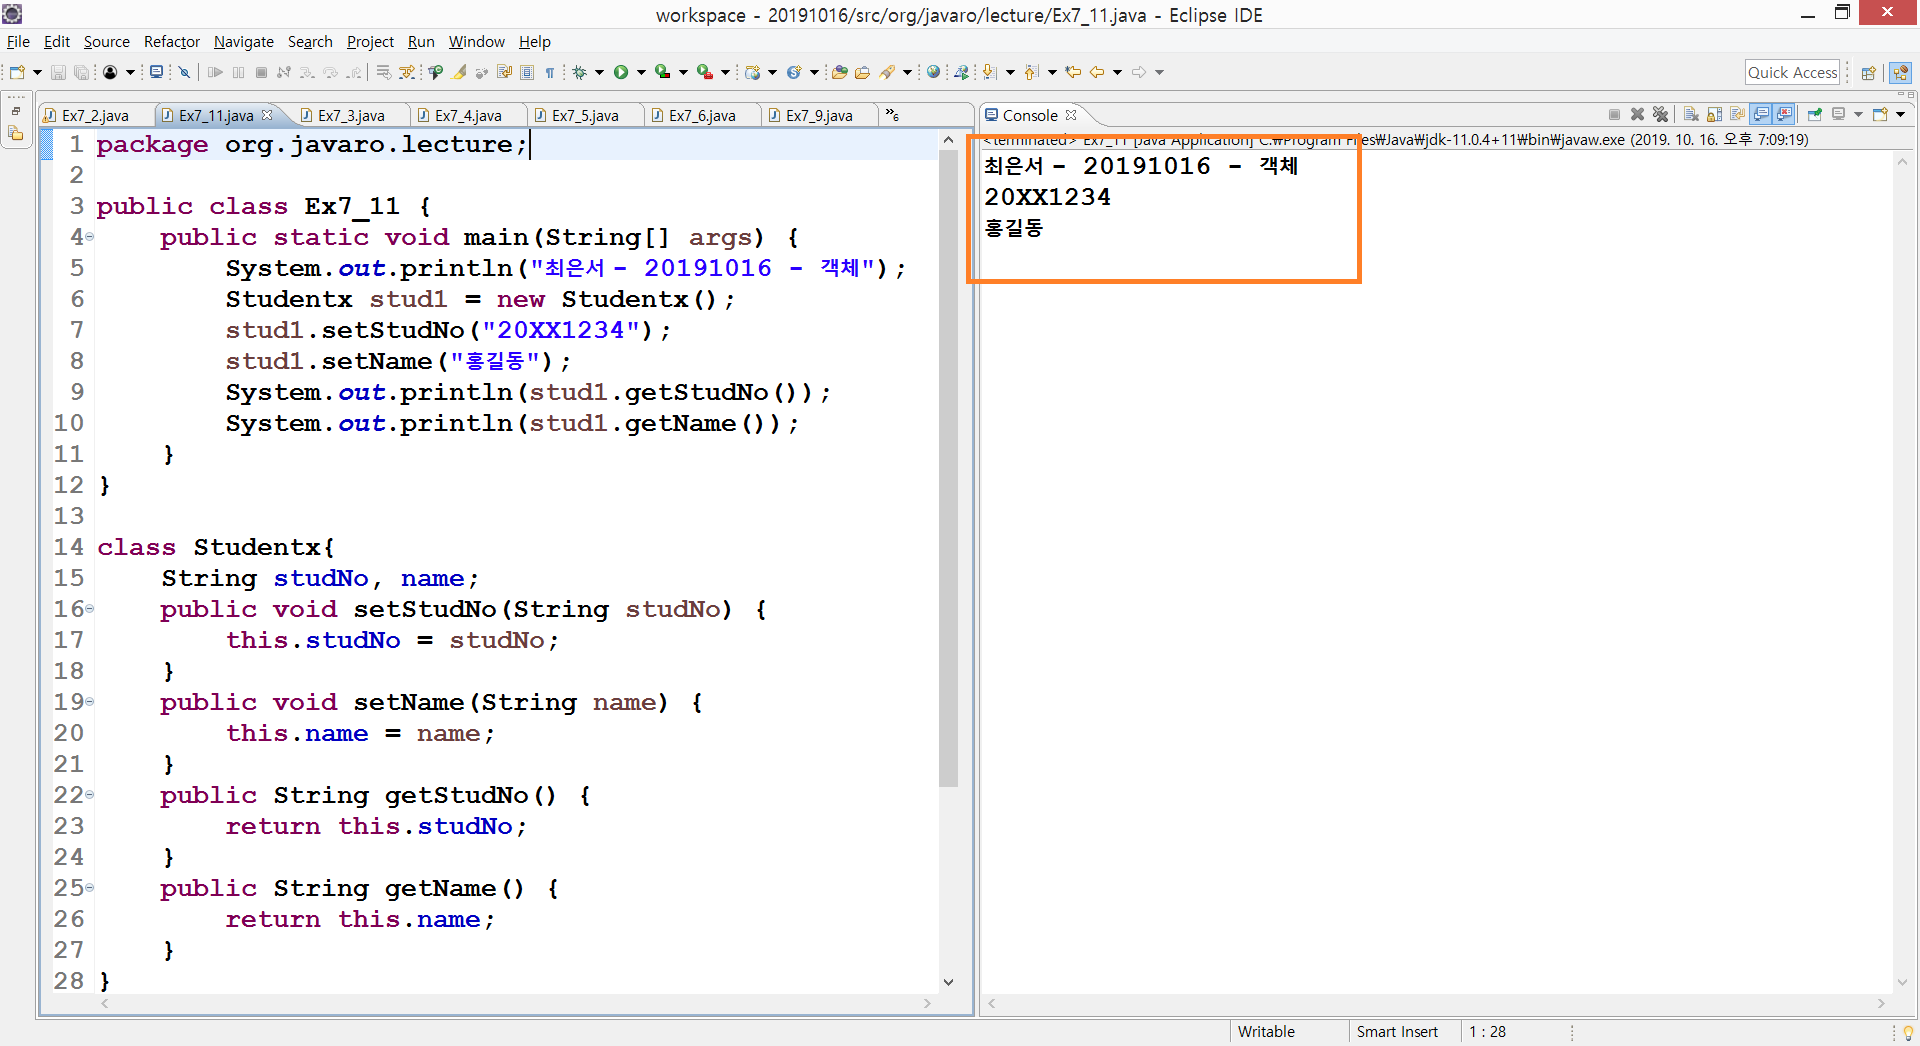 workspace - 20191016/src/org/javaro/lecture/Ex7_11.java - Eclipse IDE
File Edit Source Refactor Navigate Search Project Run Window Help
Quick Access
Ex7_2.java Ex7_11.java Ex7_3.java Ex7_4.java Ex7_5.java Ex7_6.java Ex7_9.java »6
Console
<terminated> Ex7_11 [Java Application] C:₩Program Files₩Java₩jdk-11.0.4+11₩bin₩javaw.exe (2019. 10. 16. 오후 7:09:19)
1 package org.javaro.lecture;
2
3 public class Ex7_11 {
4 public static void main(String[] args) {
5 System.out.println("최은서 - 20191016 - 객체");
6 Studentx stud1 = new Studentx();
7 stud1.setStudNo("20XX1234");
8 stud1.setName("홍길동");
9 System.out.println(stud1.getStudNo());
10 System.out.println(stud1.getName());
11 }
12 }
13
14 class Studentx{
15 String studNo, name;
16 public void setStudNo(String studNo) {
17 this.studNo = studNo;
18 }
19 public void setName(String name) {
20 this.name = name;
21 }
22 public String getStudNo() {
23 return this.studNo;
24 }
25 public String getName() {
26 return this.name;
27 }
28 }
최은서 - 20191016 - 객체
20XX1234
홍길동
Writable Smart Insert 1 : 28